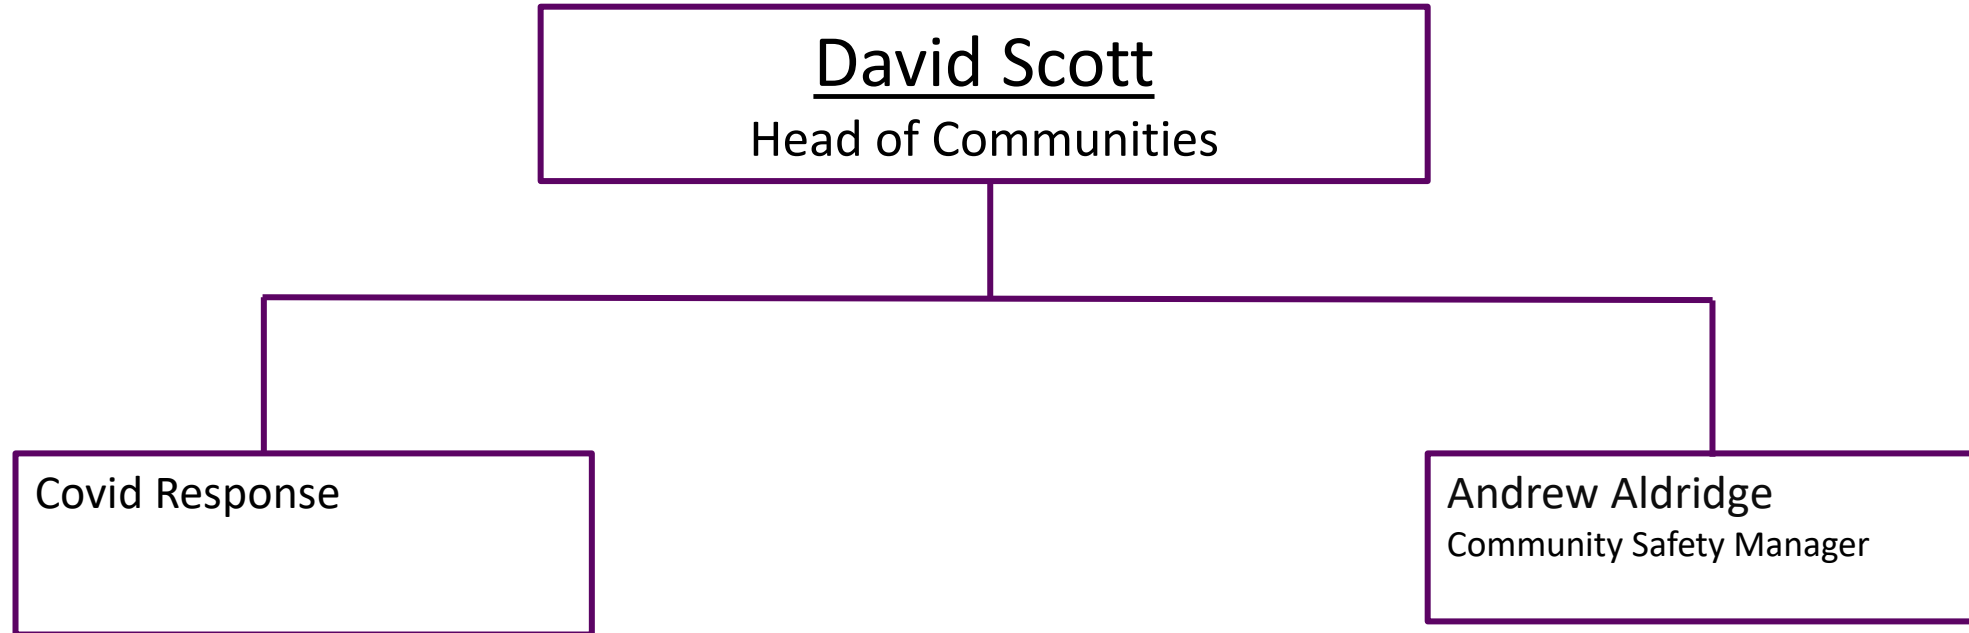 David Scott
Head of Communities
Covid Response
Andrew Aldridge
Community Safety Manager